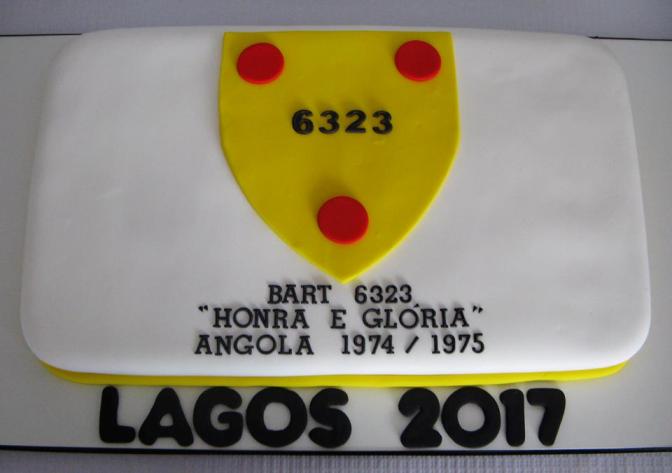 6323
BART 6323
"HONRA E GLÓRIA"
ANGOLA 1974 / 1975
LAGOS 2017